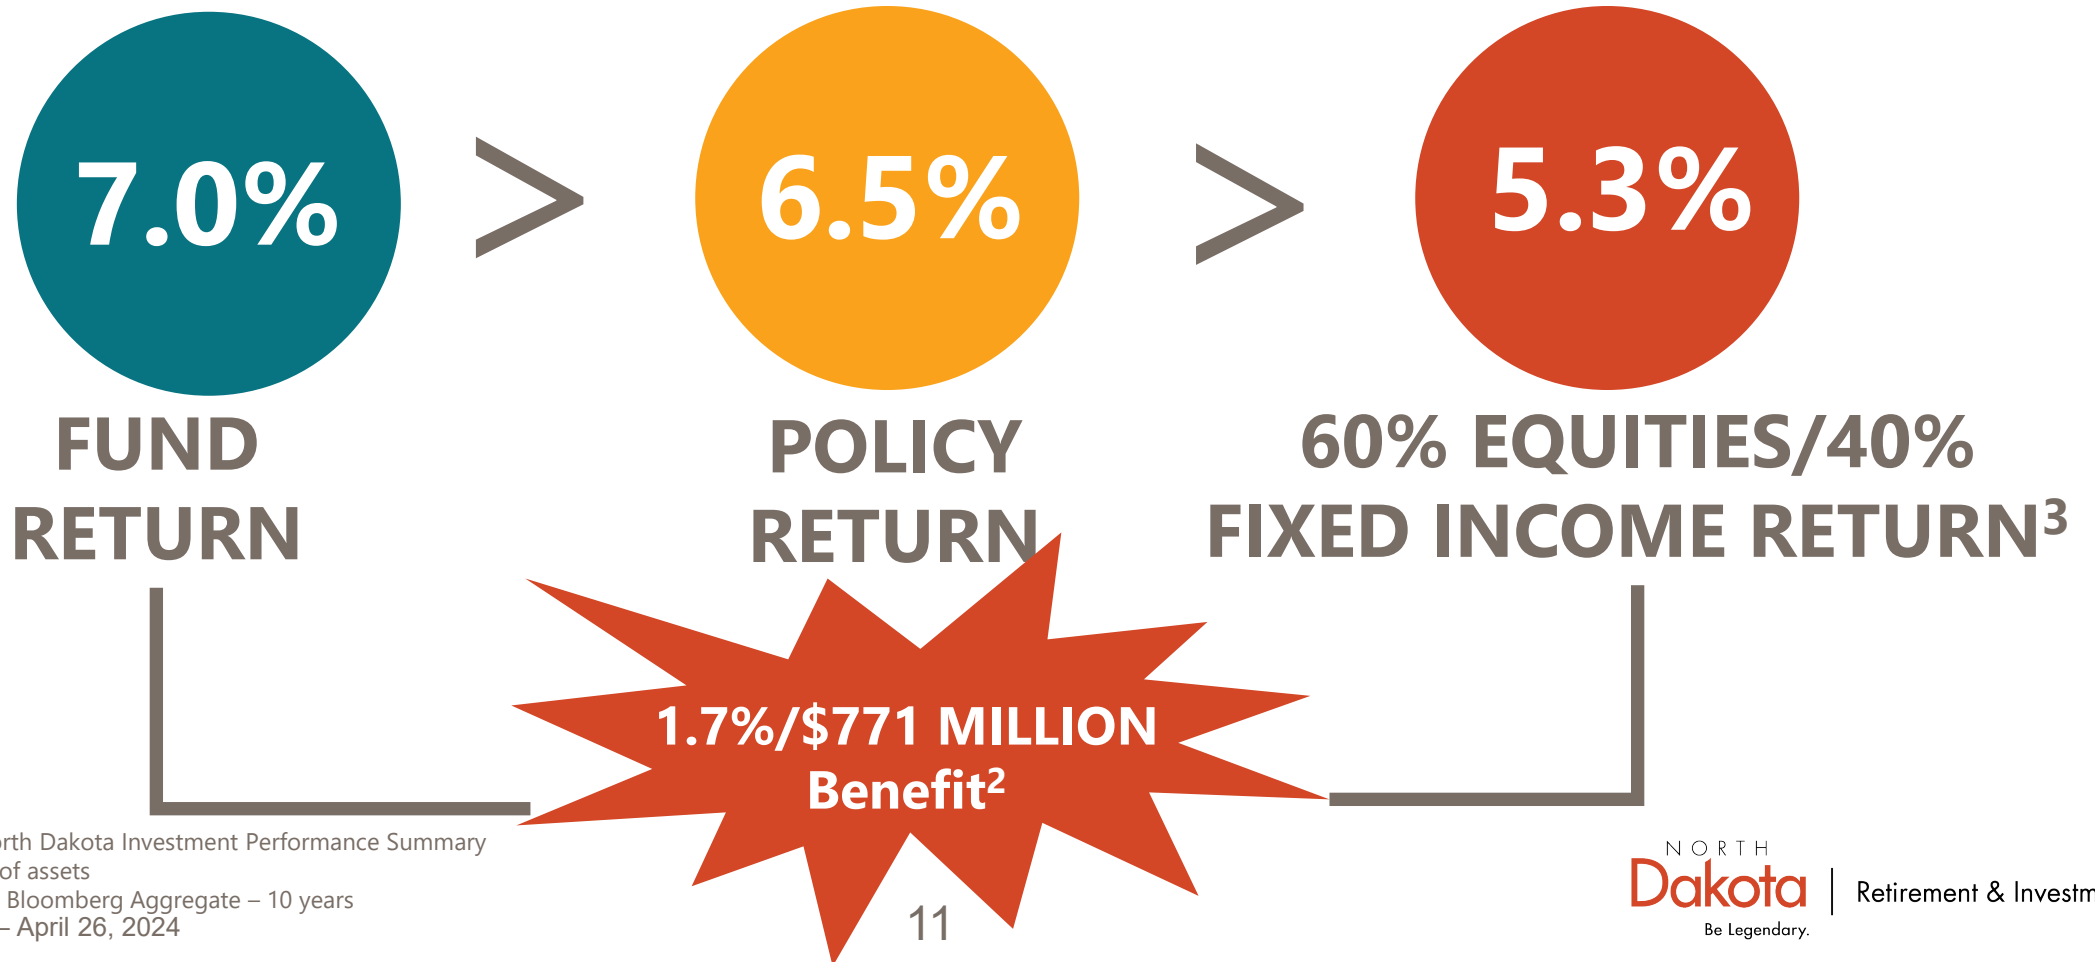 7.0% > 6.5% > 5.3%
FUND
RETURN
POLICY
RETURN
60% EQUITIES/40%
FIXED INCOME RETURN³
1.7%/$771 MILLION
Benefit²
Dakota Investment Performance Summary
of assets
Bloomberg Aggregate – 10 years
– April 26, 2024
11
NORTH
Dakota
Be Legendary.
Retirement &